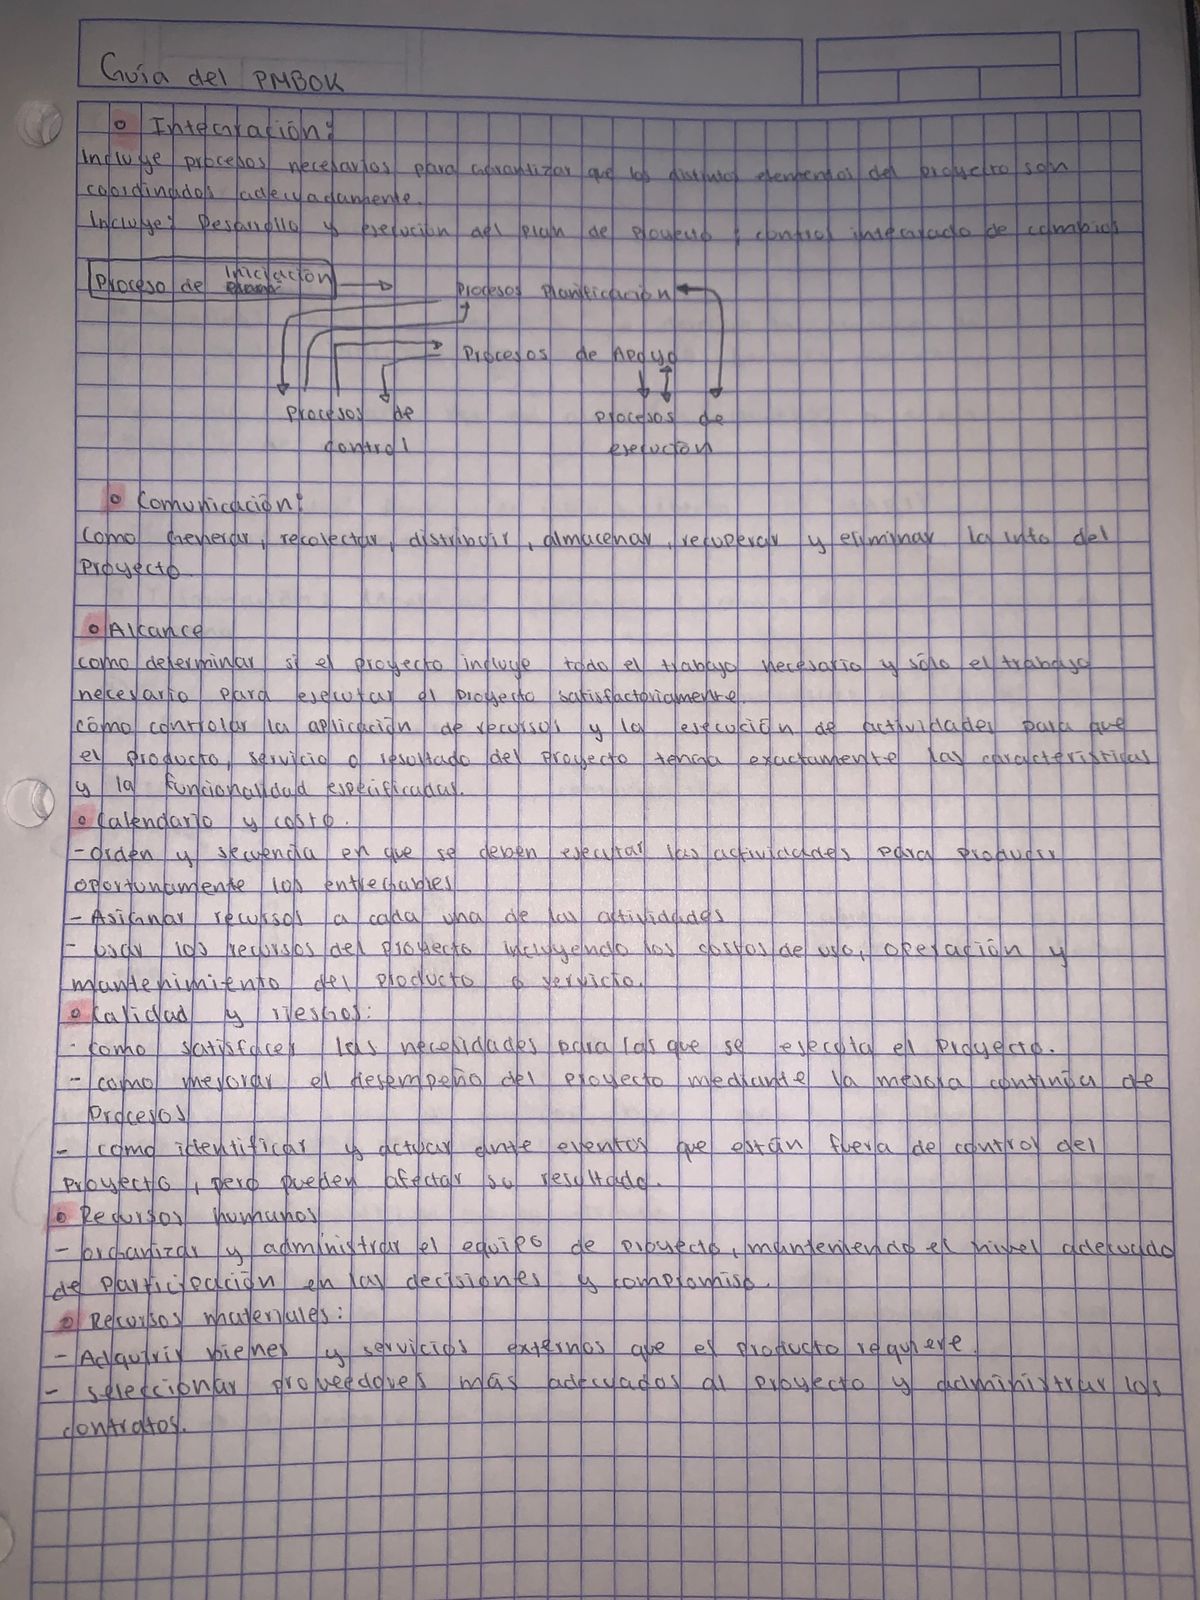 Guía del PMBOK
Integración:
Incluye procesos necesarios para garantizar que los distintos elementos del proyecto son
coordinados adecuadamente.
Incluye: Desarrollo y ejecución del plan de proyecto, control integrado de cambios
Proceso de iniciación
Procesos Planificación
Procesos de Apoyo
Procesos de
control
Procesos de
ejecución
Comunicación:
Como Generar, recolectar, distribuir, almacenar, recuperar y eliminar la info del
Proyecto
Alcance
como determinar si el proyecto incluye todo el trabajo necesario y sólo el trabajo
necesario para ejecutar el proyecto satisfactoriamente.
cómo controlar la aplicación de recursos y la ejecución de actividades para que
el producto, servicio o resultado del proyecto tenga exactamente las características
y la funcionalidad especificadas.
Calendario y costo.
- Orden y secuencia en que se deben ejecutar las actividades para producir
oportunamente los entregables
- Asignar recursos a cada una de las actividades
- usar los recursos del proyecto incluyendo los costos de uso, operación y
mantenimiento del producto o servicio.
Calidad y riesgos:
- como satisfacer las necesidades para las que se ejecuta el Proyecto.
- como mejorar el desempeño del proyecto mediante la mejora continua de
Procesos
- como identificar y actuar ante eventos que están fuera de control del
proyecto, pero pueden afectar su resultado.
Recursos humanos
- organizar y administrar el equipo de proyecto, manteniendo el nivel adecuado
de participación en las decisiones y compromiso.
Recursos materiales:
- Adquirir bienes y servicios externos que el producto requiere.
- seleccionar proveedores más adecuados al proyecto y administrar los
contratos.